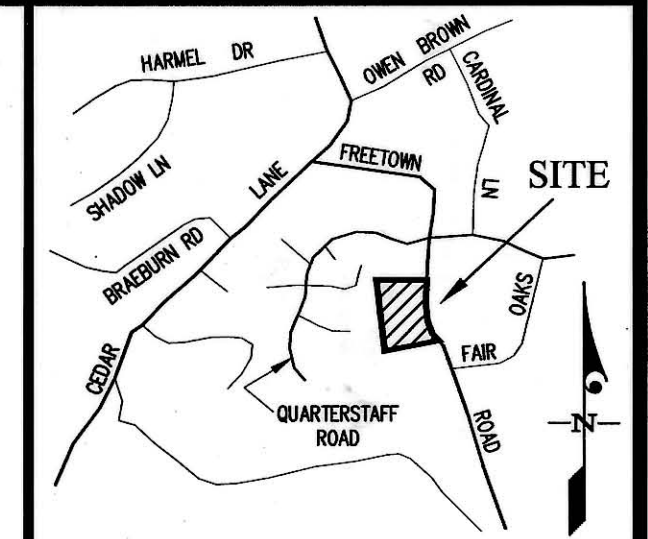 HARMEL DR
OWEN BROWN
RD
CARDINAL
LN
SHADOW LN
LANE
FREETOWN
SITE
BRAEBURN RD
OAKS
CEDAR
FAIR
QUARTERSTAFF
ROAD
ROAD
N